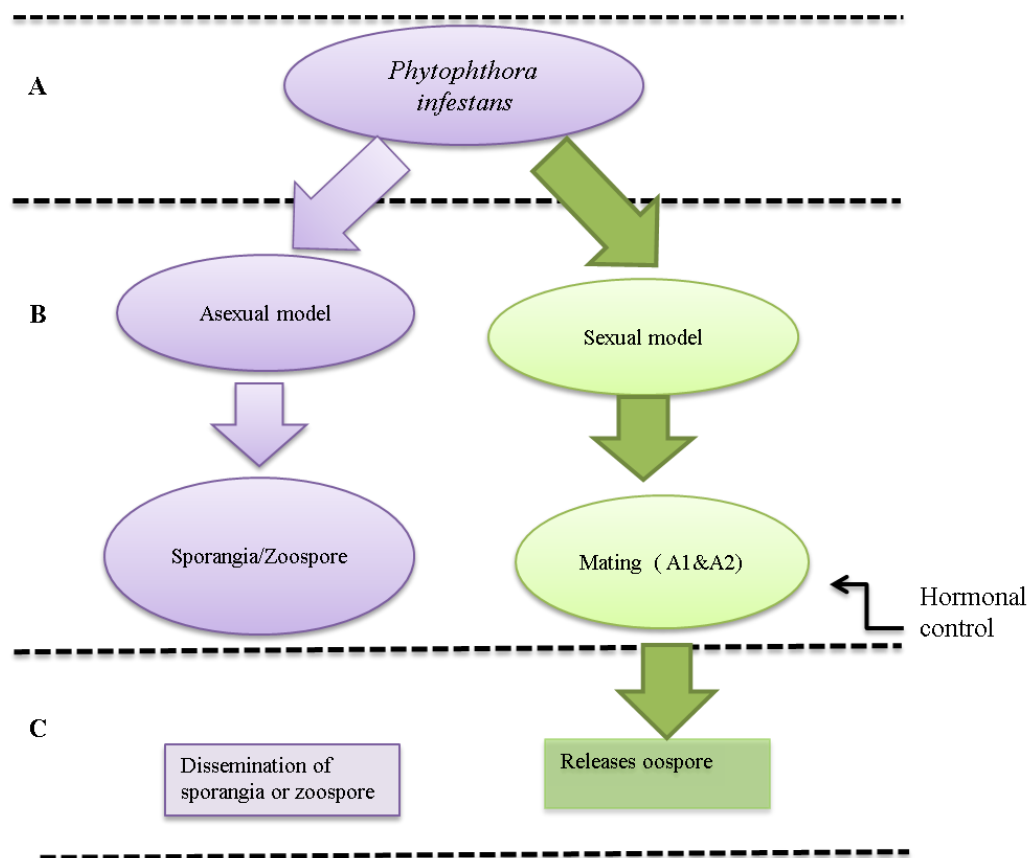 A
Phytophthora
infestans
B
Asexual model
Sexual model
Sporangia/Zoospore
Mating ( A1&A2)
Hormonal
control
C
Dissemination of
sporangia or zoospore
Releases oospore